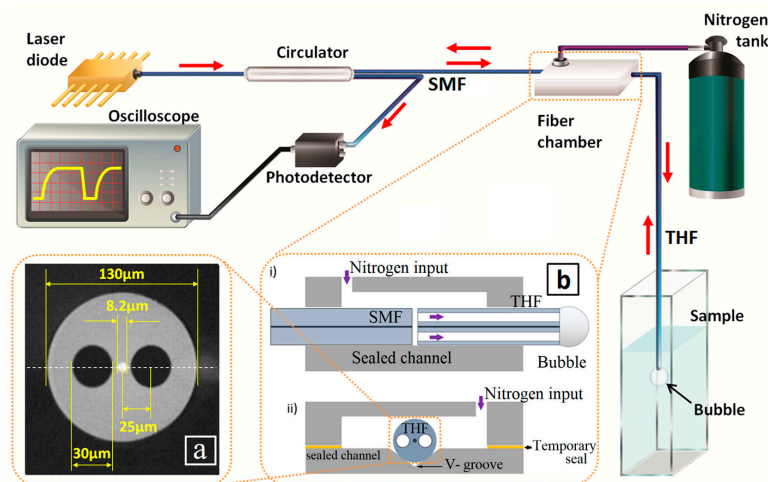 Laser
diode
Circulator
SMF
Nitrogen
tank
Oscilloscope
Photodetector
Fiber
chamber
THF
130µm
8.2µm
25µm
30µm
a
b
i)
Nitrogen input
THF
SMF
Sealed channel
Bubble
ii)
Nitrogen input
THF
sealed channel
Temporary
seal
V- groove
Sample
Bubble